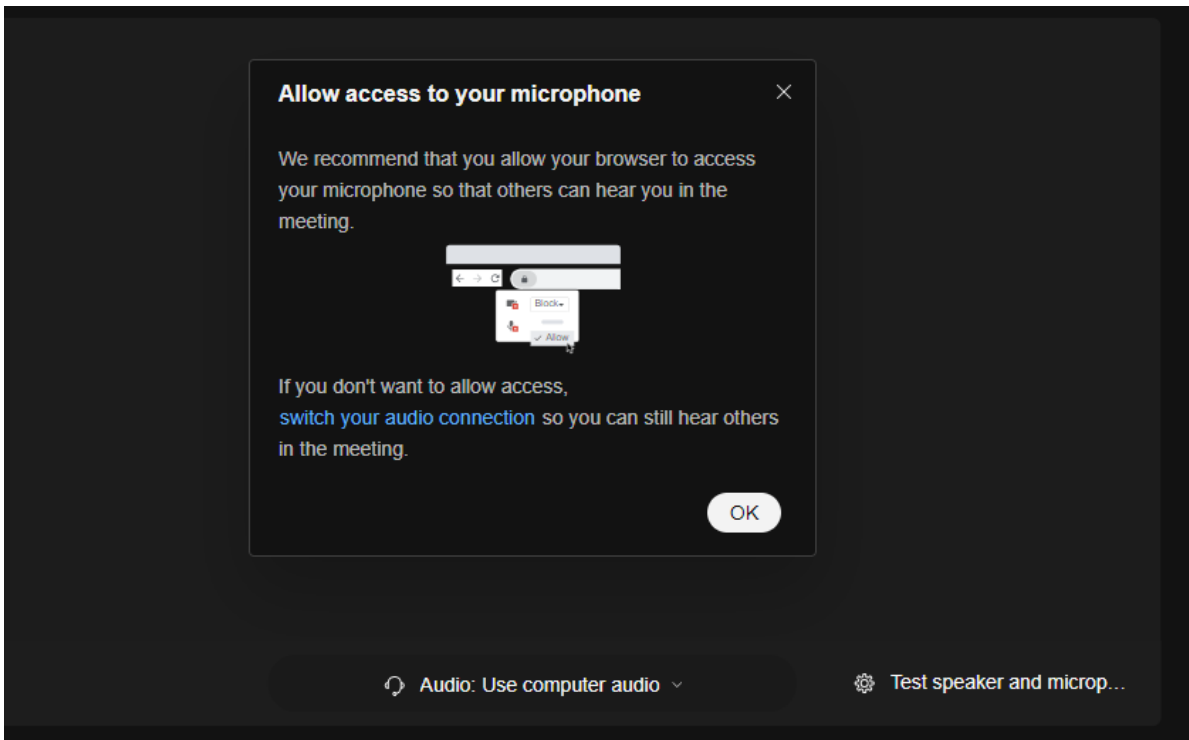 Allow access to your microphone
We recommend that you allow your browser to access
your microphone so that others can hear you in the
meeting.
Block
Allow
If you don't want to allow access,
switch your audio connection so you can still hear others
in the meeting.
OK
Audio: Use computer audio
Test speaker and microp...